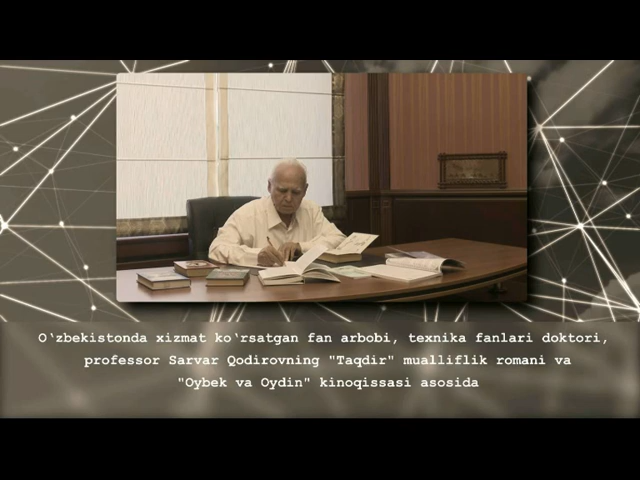 O‘zbekistonda xizmat ko‘rsatgan fan arbobi, texnika fanlari doktori,
professor Sarvar Qodirovning "Taqdir" mualliflik romani va
"Oybek va Oydin" kinoqissasi asosida